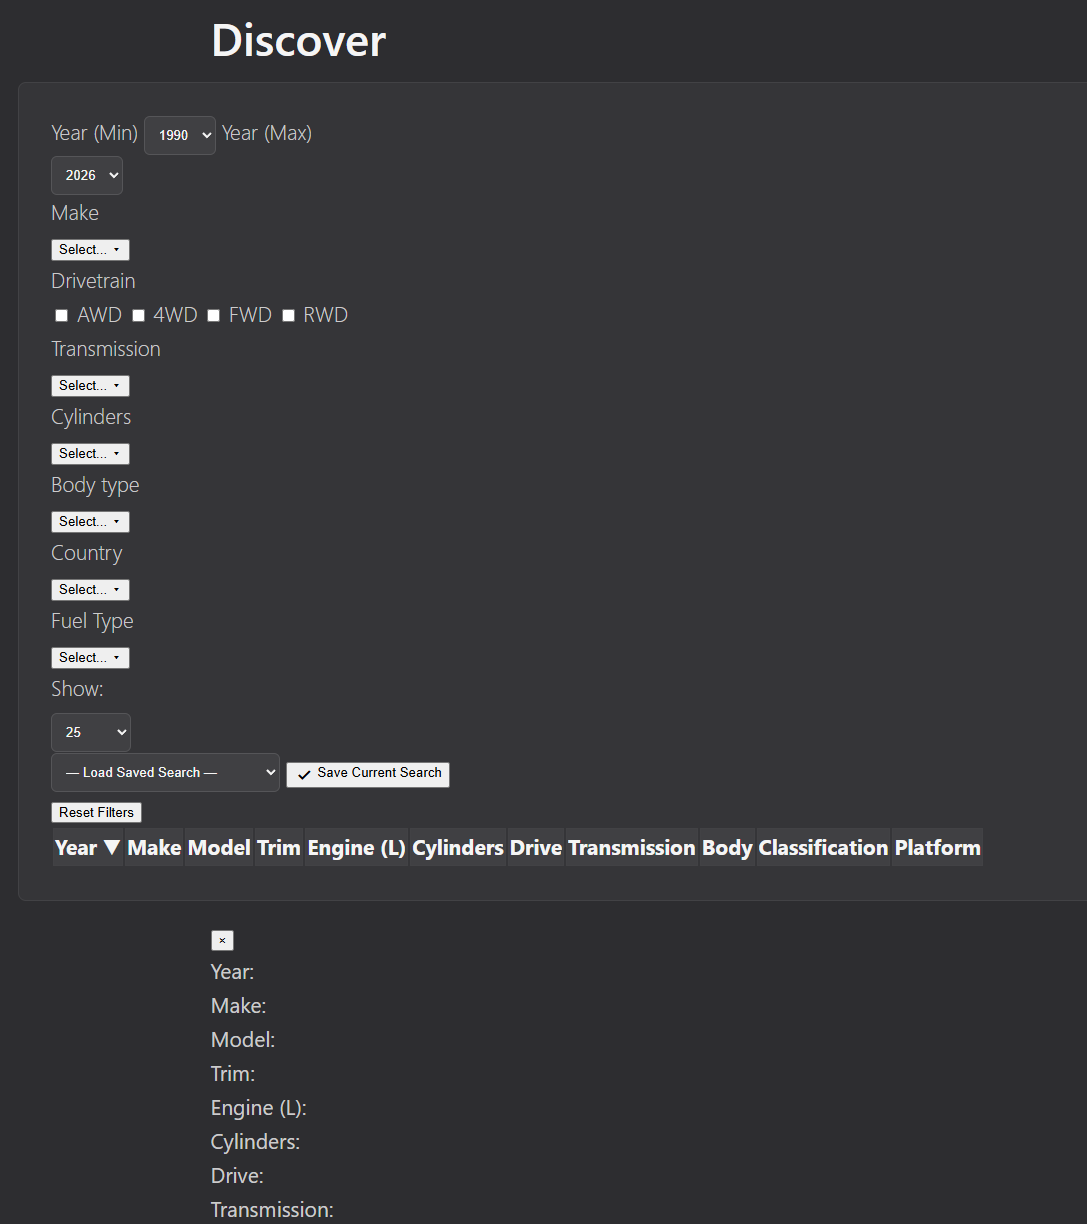 Discover
Year (Min) 1990 Year (Max)
2026
Make
Select...
Drivetrain
AWD 4WD FWD RWD
Transmission
Select...
Cylinders
Select...
Body type
Select...
Country
Select...
Fuel Type
Select...
Show:
25
— Load Saved Search — ✓ Save Current Search
Reset Filters
Year ▼ Make Model Trim Engine (L) Cylinders Drive Transmission Body Classification Platform
×
Year:
Make:
Model:
Trim:
Engine (L):
Cylinders:
Drive:
Transmission: